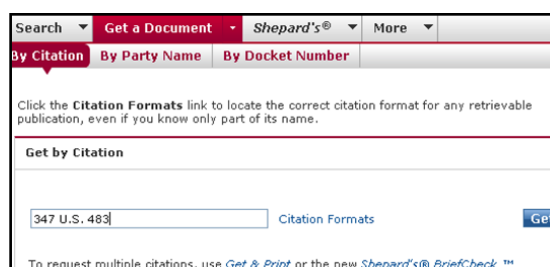 Search Get a Document - Shepard's® More
By Citation By Party Name By Docket Number
Click the Citation Formats link to locate the correct citation format for any retrievable
publication, even if you know only part of its name.
Get by Citation
347 U.S. 483 Citation Formats Get
To request multiple citations, use Get & Print or the new Shepard's® BriefCheck ™